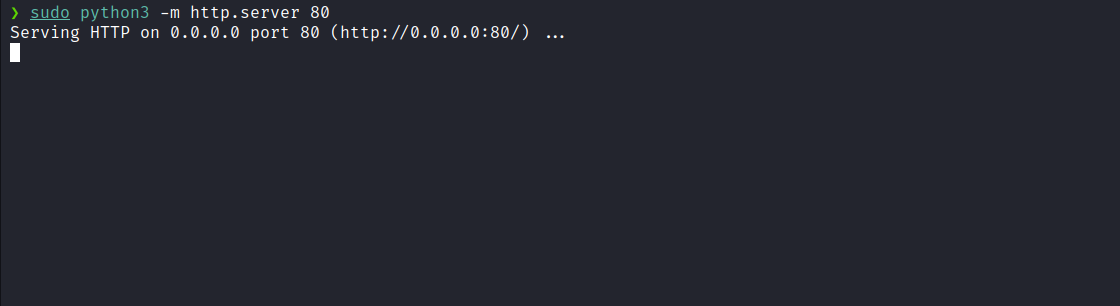 ❯ sudo python3 -m http.server 80
Serving HTTP on 0.0.0.0 port 80 (http://0.0.0.0:80/) ...